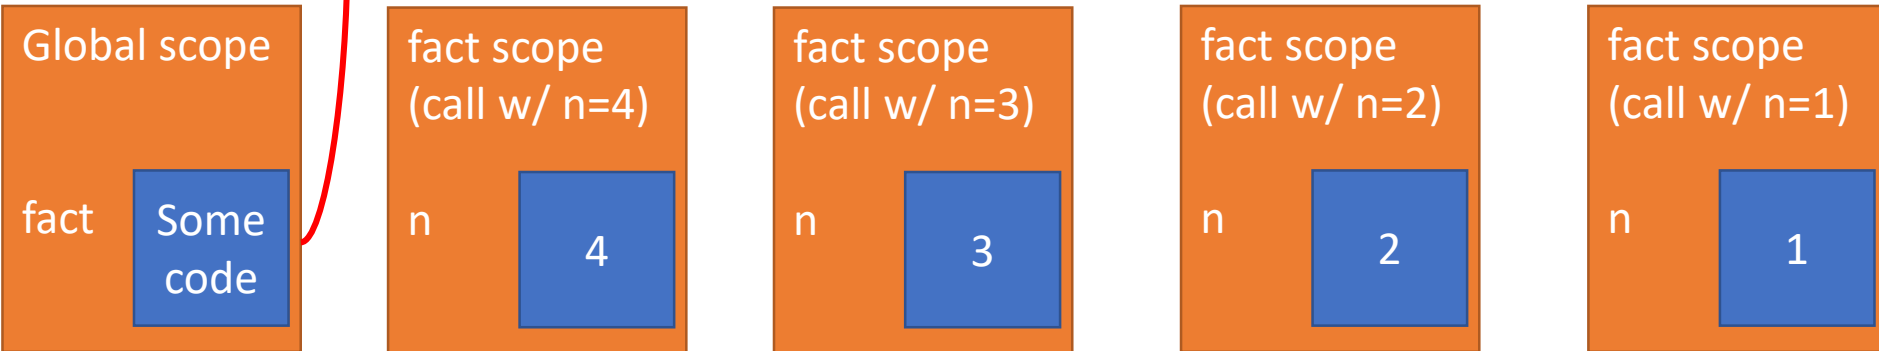 Global scope
fact
Some
code
fact scope
(call w/ n=4)
n
4
fact scope
(call w/ n=3)
n
3
fact scope
(call w/ n=2)
n
2
fact scope
(call w/ n=1)
n
1